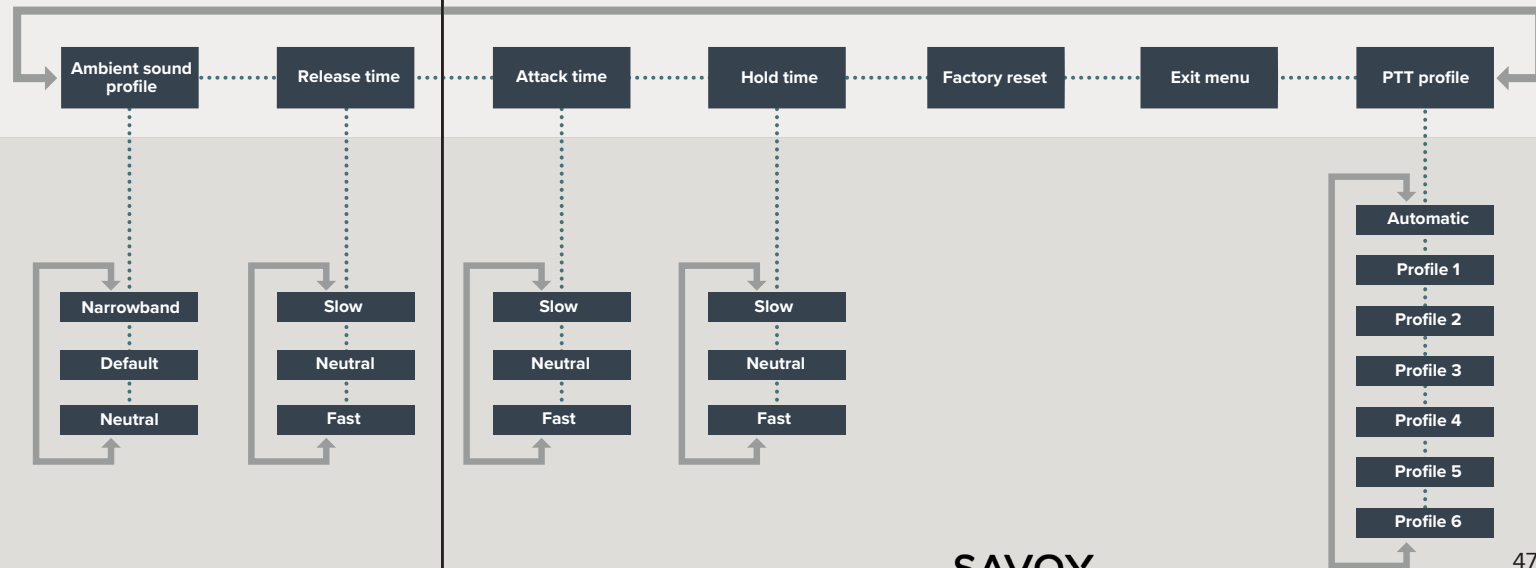 Ambient sound
profile
Release time
Attack time
Hold time
Factory reset
Exit menu
PTT profile
Narrowband
Default
Neutral
Slow
Neutral
Fast
Slow
Neutral
Fast
Slow
Neutral
Fast
Automatic
Profile 1
Profile 2
Profile 3
Profile 4
Profile 5
Profile 6
SAVOX
47